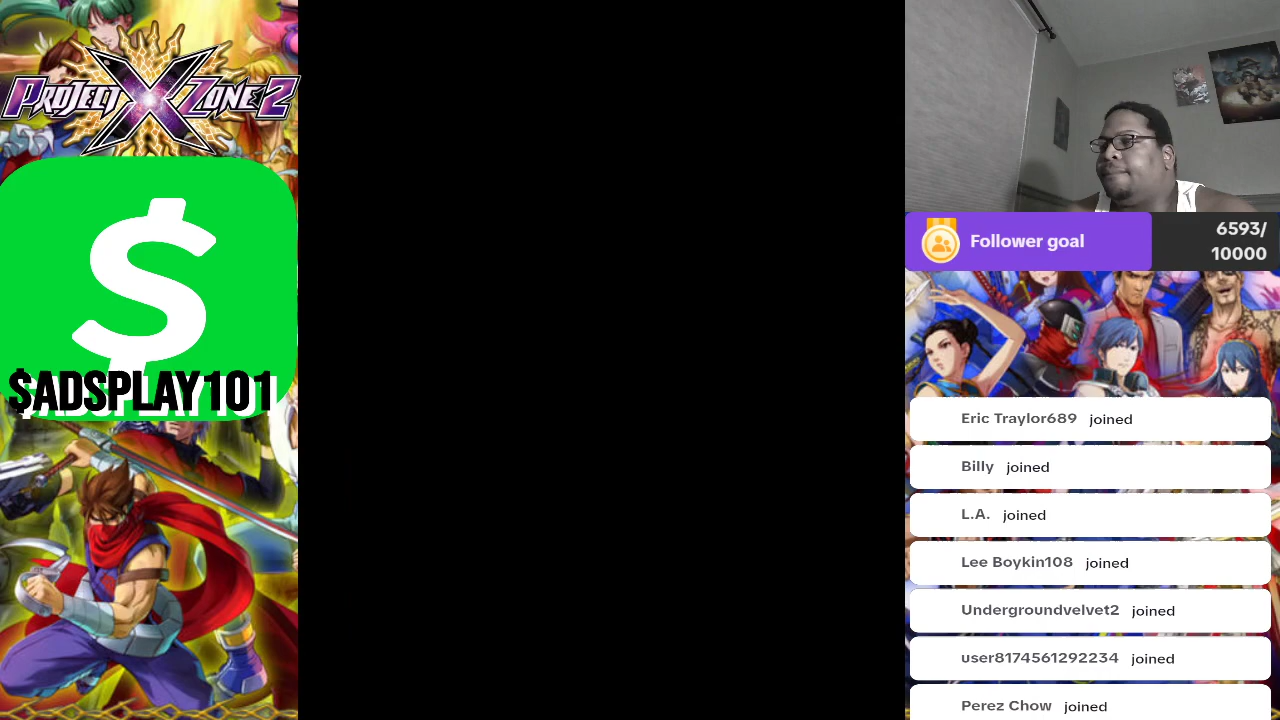 PROJECT X ZONE 2
$ADSPLAY101
Follower goal
6593/
10000
Eric Traylor689 joined
Billy joined
L.A. joined
Lee Boykin108 joined
Undergroundvelvet2 joined
user8174561292234 joined
Perez Chow joined